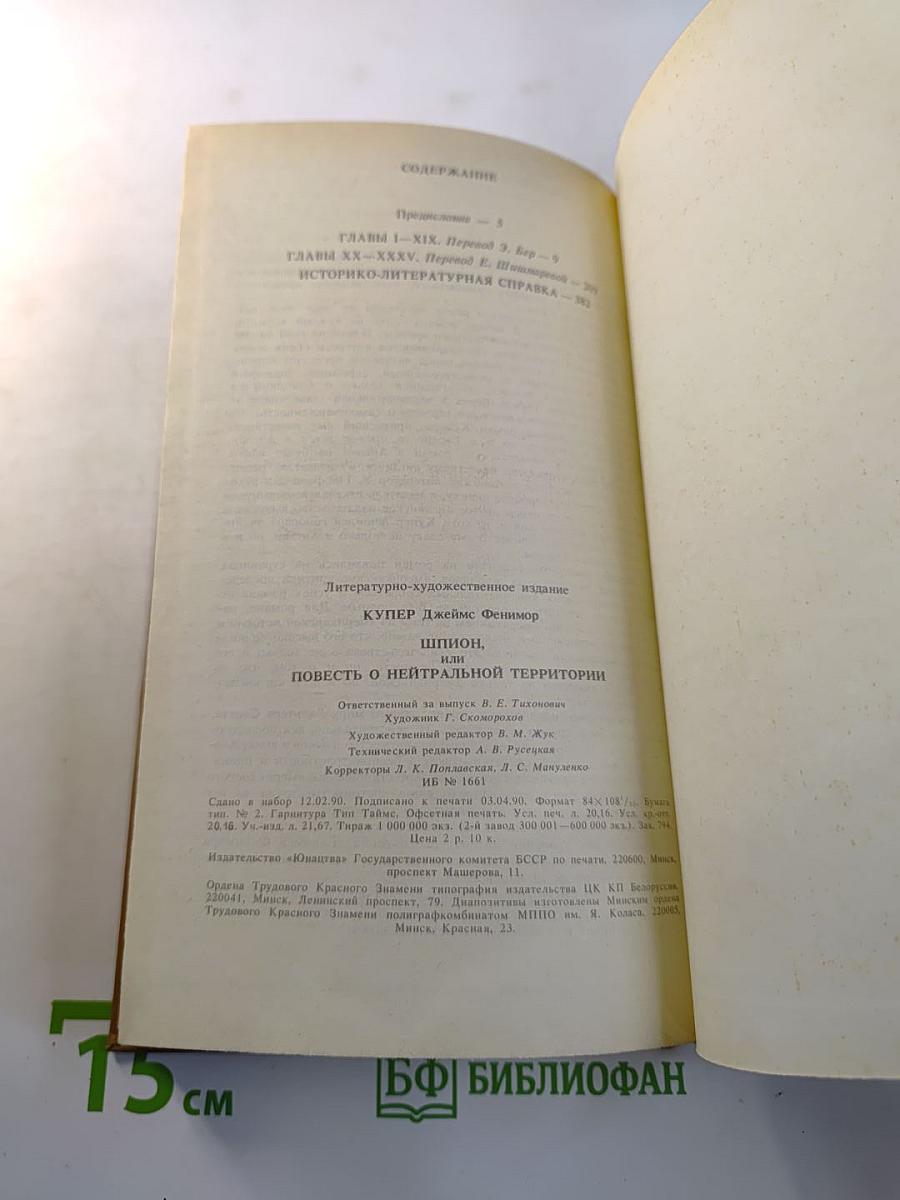 СОДЕРЖАНИЕ
Предисловие — 5
ГЛАВЫ I—XIX. Перевод Э. Бер — 9
ГЛАВЫ XX—XXXV. Перевод Е. Шишмаревой —
ИСТОРИКО-ЛИТЕРАТУРНАЯ СПРАВКА — 382
Литературно-художественное издание
КУПЕР Джеймс Фенимор
ШПИОН,
или
ПОВЕСТЬ О НЕЙТРАЛЬНОЙ ТЕРРИТОРИИ
Ответственный за выпуск В. Е. Тихонович
Художник Г. Скоморохов
Художественный редактор В. М. Жук
Технический редактор А. В. Русецкая
Корректоры Л. К. Поплавская, Л. С. Мануленко
ИБ № 1661
Сдано в набор 12.02.90. Подписано к печати 03.04.90. Формат 84×108¹/₃₂. Бумага
тип. № 2. Гарнитура Тип Таймс. Офсетная печать. Усл. печ. л. 20,16. Усл. кр.-отт.
20,16. Уч.-изд. л. 21,67. Тираж 1 000 000 экз. (2-й завод 300 001—600 000 экз.). Зак. 794.
Цена 2 р. 10 к.
Издательство «Юнацтва» Государственного комитета БССР по печати. 220600, Минск,
проспект Машерова, 11.
Ордена Трудового Красного Знамени типография издательства ЦК КП Белоруссии.
220041, Минск, Ленинский проспект, 79. Диапозитивы изготовлены Минским ордена
Трудового Красного Знамени полиграфкомбинатом МППО им. Я. Коласа. 220005,
Минск, Красная, 23.
15 см
БФ БИБЛИОФАН